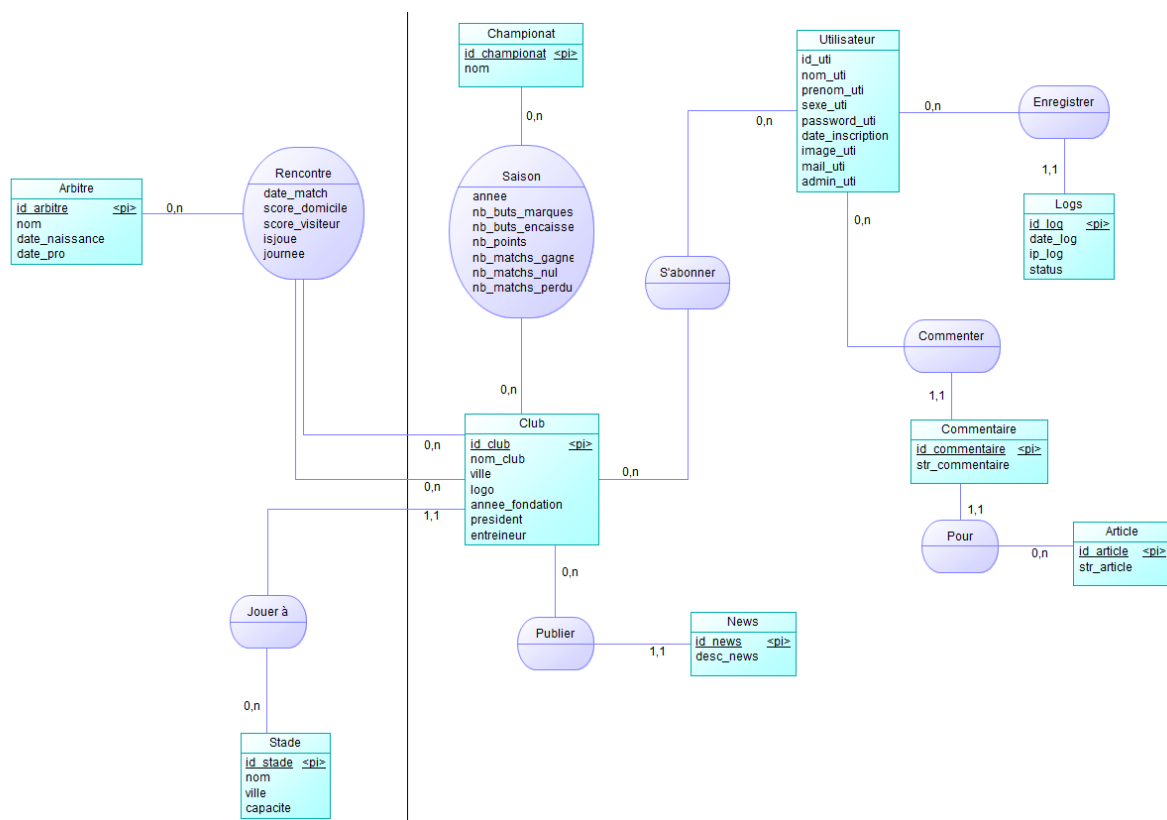 Championat
id_championat <pi>
nom
0,n
Utilisateur
id_uti
nom_uti
prenom_uti
sexe_uti
password_uti
date_inscription
image_uti
mail_uti
admin_uti
0,n
0,n
0,n
Enregistrer
1,1
Logs
id_log <pi>
date_log
ip_log
status
Arbitre
id_arbitre <pi>
nom
date_naissance
date_pro
0,n
Rencontre
date_match
score_domicile
score_visiteur
isjoue
journee
Saison
annee
nb_buts_marques
nb_buts_encaisse
nb_points
nb_matchs_gagne
nb_matchs_nul
nb_matchs_perdu
0,n
S'abonner
0,n
Commenter
1,1
Commentaire
id_commentaire <pi>
str_commentaire
1,1
Pour
0,n
Article
id_article <pi>
str_article
Club
id_club <pi>
nom_club
ville
logo
annee_fondation
president
entreineur
0,n
0,n
1,1
0,n
Jouer à
0,n
Publier
1,1
News
id_news <pi>
desc_news
Stade
id_stade <pi>
nom
ville
capacite